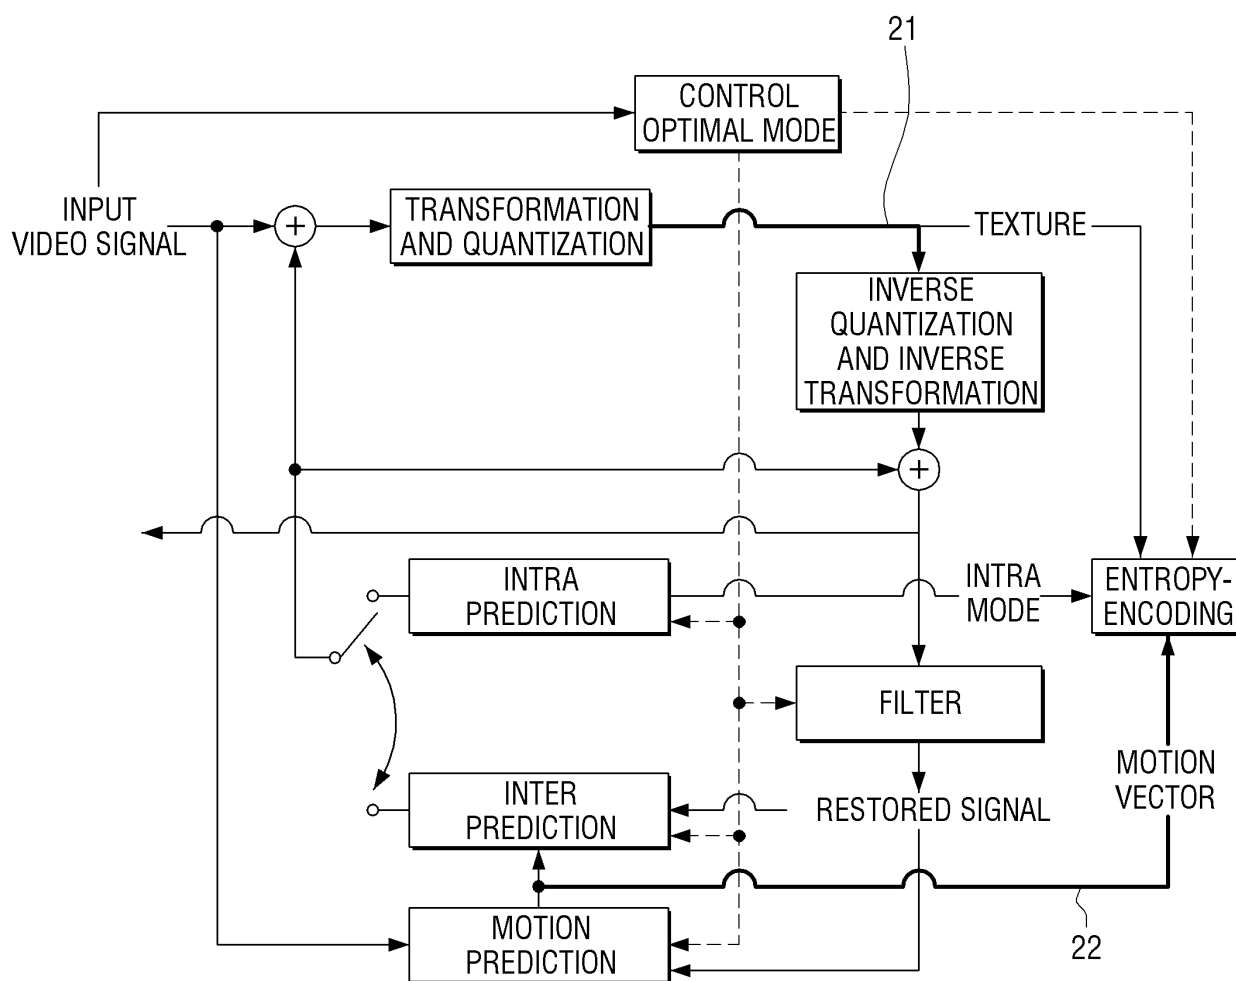 21
CONTROL
OPTIMAL MODE
INPUT
VIDEO SIGNAL
+
TRANSFORMATION
AND QUANTIZATION
TEXTURE
INVERSE
QUANTIZATION
AND INVERSE
TRANSFORMATION
+
INTRA
PREDICTION
INTRA
MODE
ENTROPY-
ENCODING
FILTER
INTER
PREDICTION
RESTORED SIGNAL
MOTION
VECTOR
MOTION
PREDICTION
22